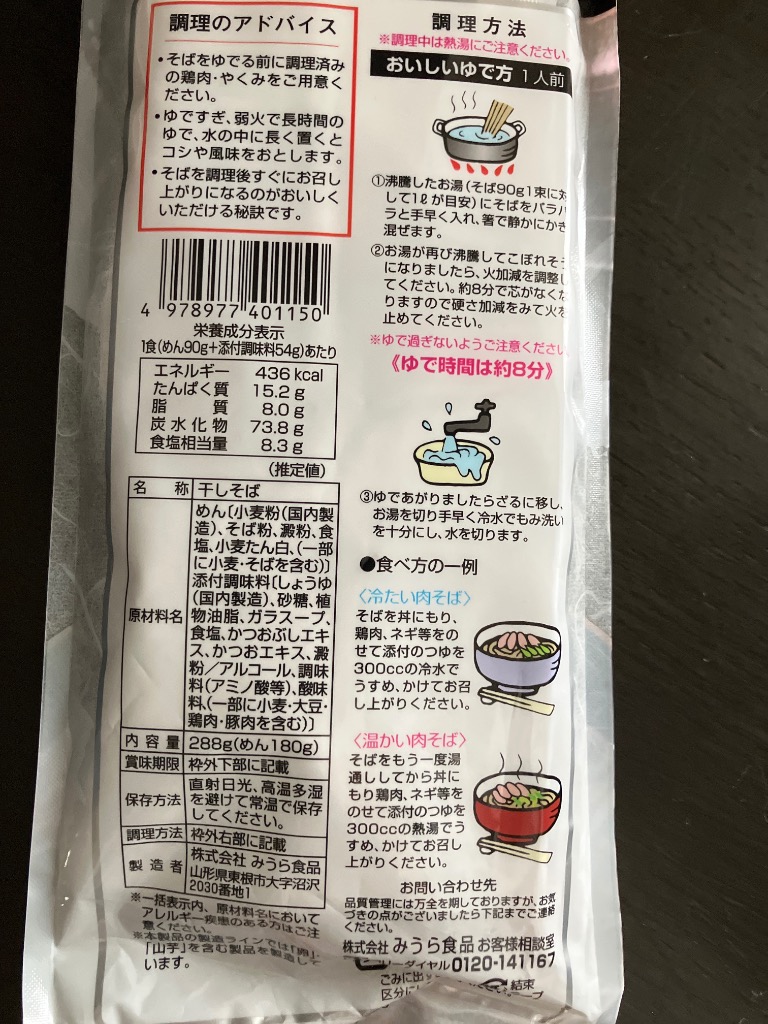 調理のアドバイス
・そばをゆでる前に調理済み
の鶏肉・やくみをご用意く
ださい。
・ゆですぎ、弱火で長時間の
ゆで、水の中に長く置くと
コシや風味をおとします。
・そばを調理後すぐにお召し
上がりになるのがおいしく
いただける秘訣です。
4 978977 401150
栄養成分表示
1食(めん90g+添付調味料54g)あたり
エネルギー 436 kcal
たんぱく質 15.2 g
脂質 8.0 g
炭水化物 73.8 g
食塩相当量 8.3 g
(推定値)
名称 干しそば
原材料名
めん〔小麦粉(国内製
造)、そば粉、澱粉、食
塩、小麦たん白、(一部
に小麦・そばを含む)〕
添付調味料〔しょうゆ
(国内製造)、砂糖、植
物油脂、ガラスープ、
食塩、かつおぶしエキ
ス、かつおエキス、澱
粉／アルコール、調味
料(アミノ酸等)、酸味
料、(一部に小麦・大豆・
鶏肉・豚肉を含む)〕
内容量 288g(めん180g)
賞味期限 枠外下部に記載
保存方法
直射日光、高温多湿
を避けて常温で保存
してください。
調理方法 枠外右部に記載
製造者
株式会社 みうら食品
山形県東根市大字沼沢
2030番地1
※一括表示内、原材料名において
アレルギー疾患のある方はご注
意ください。
※本製品の製造ラインでは「卵」・
「山芋」を含む製品を製造して
います。
調理方法
※調理中は熱湯にご注意ください。
おいしいゆで方 1人前
①沸騰したお湯(そば90g1束に対
して1ℓが目安)にそばをパラパ
ラと手早く入れ、箸で静かにかき
混ぜます。
②お湯が再び沸騰してこぼれそう
になりましたら、火加減を調整し
てください。約8分で芯がなくな
りますので硬さ加減をみて火を
止めてください。
※ゆで過ぎないようご注意ください
《ゆで時間は約8分》
③ゆであがりましたらざるに移し、
お湯を切り手早く冷水でもみ洗い
を十分にし、水を切ります。
●食べ方の一例
〈冷たい肉そば〉
そばを丼にもり、
鶏肉、ネギ等をの
せて添付のつゆを
300ccの冷水で
うすめ、かけてお召
し上がりください。
〈温かい肉そば〉
そばをもう一度湯
通ししてから丼に
もり鶏肉、ネギ等を
のせて添付のつゆを
300ccの熱湯でう
すめ、かけてお召し
上がりください。
お問い合わせ先
品質管理には万全を期しておりますが、お気
づきの点がございましたら下記までご連絡
ください。
株式会社 みうら食品 お客様相談室
リーダイヤル 0120-141167
ごみに出
区分に
結束
ープ